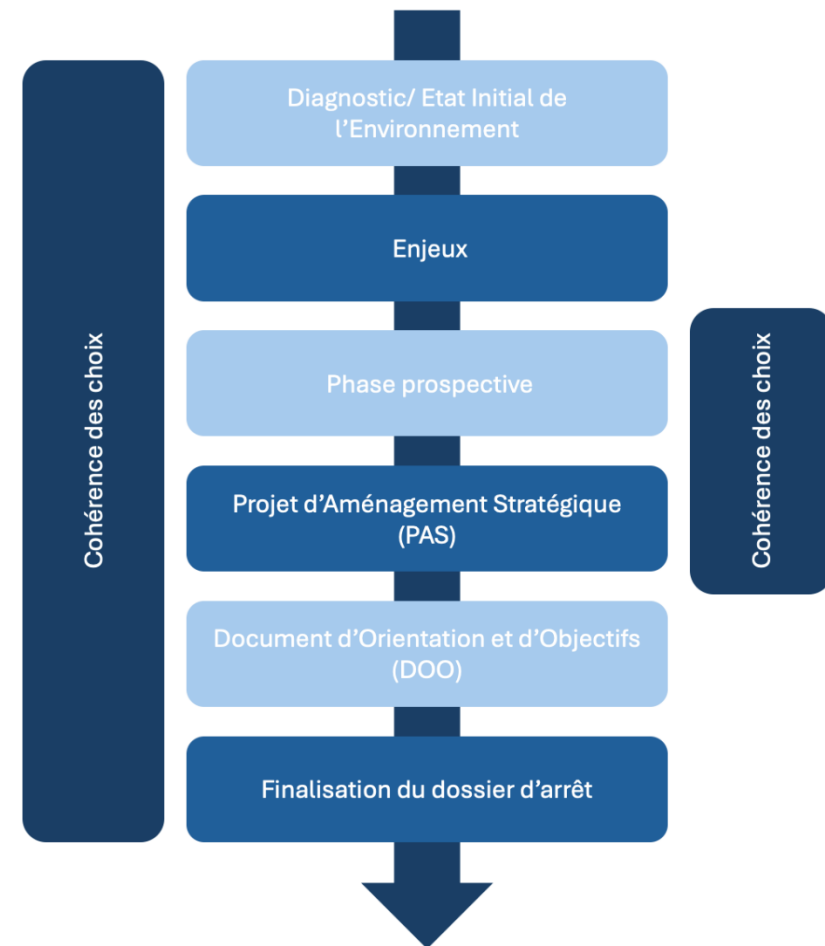 Diagnostic/ Etat Initial de
l'Environnement
Enjeux
Phase prospective
Projet d'Aménagement Stratégique
(PAS)
Document d'Orientation et d'Objectifs
(DOO)
Finalisation du dossier d'arrêt
Cohérence des choix
Cohérence des choix